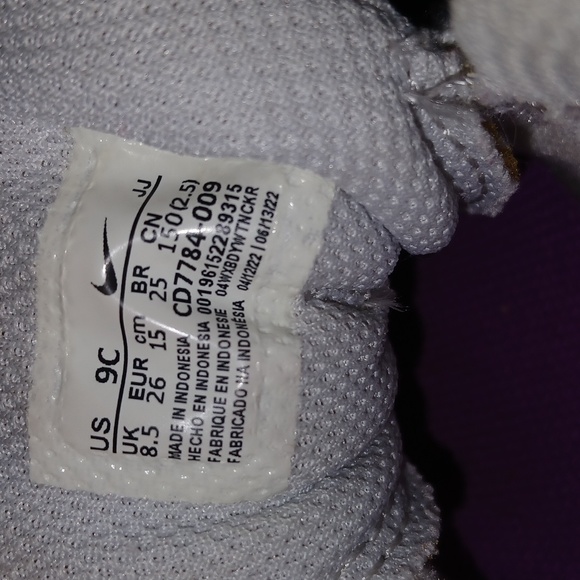 US 9C JJ
UK EUR cm BR CN
8.5 26 15 25 150(2.5)
MADE IN INDONESIA CD7784-009
HECHO EN INDONESIA 00196152289315
FABRIQUE EN INDONESIE 04WXBDYWTNCKR
FABRICADO NA INDONÉSIA 04/12/22 | 06/13/22